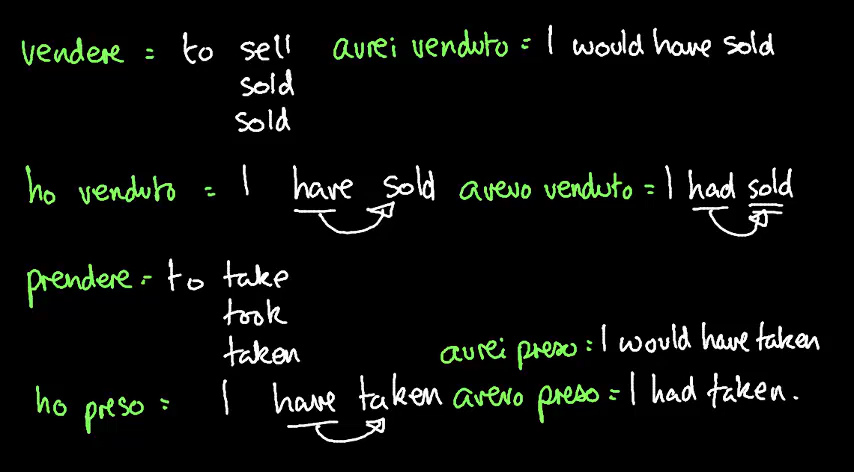 vendere = to sell avrei venduto = I would have sold
sold
sold
ho venduto = I have sold avevo venduto = I had sold
prendere = to take
took
taken
avrei preso = I would have taken
ho preso = I have taken avevo preso = I had taken.